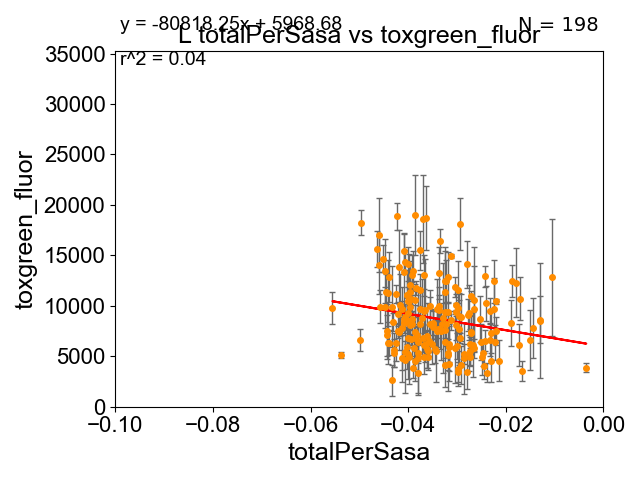 y = -80818.25x + 5968.68
N = 198
L totalPerSasa vs toxgreen_fluor
r^2 = 0.04
35000
30000
25000
20000
15000
10000
5000
0
toxgreen_fluor
−0.10 −0.08 −0.06 −0.04 −0.02 0.00
totalPerSasa